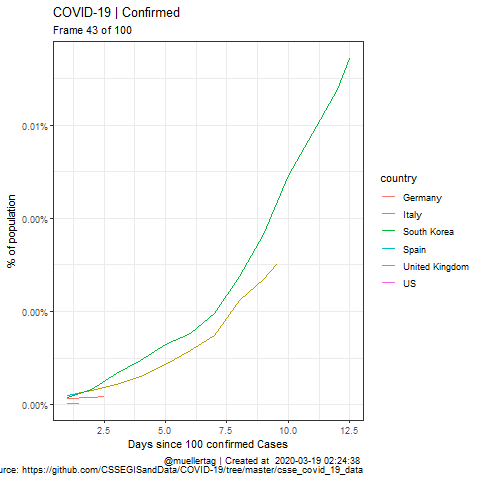 COVID-19 | Confirmed
Frame 43 of 100
0.01%
0.00%
0.00%
0.00%
% of population
2.5 5.0 7.5 10.0 12.5
Days since 100 confirmed Cases
country
Germany
Italy
South Korea
Spain
United Kingdom
US
@muellertag | Created at 2020-03-19 02:24:38
urce: https://github.com/CSSEGISandData/COVID-19/tree/master/csse_covid_19_data